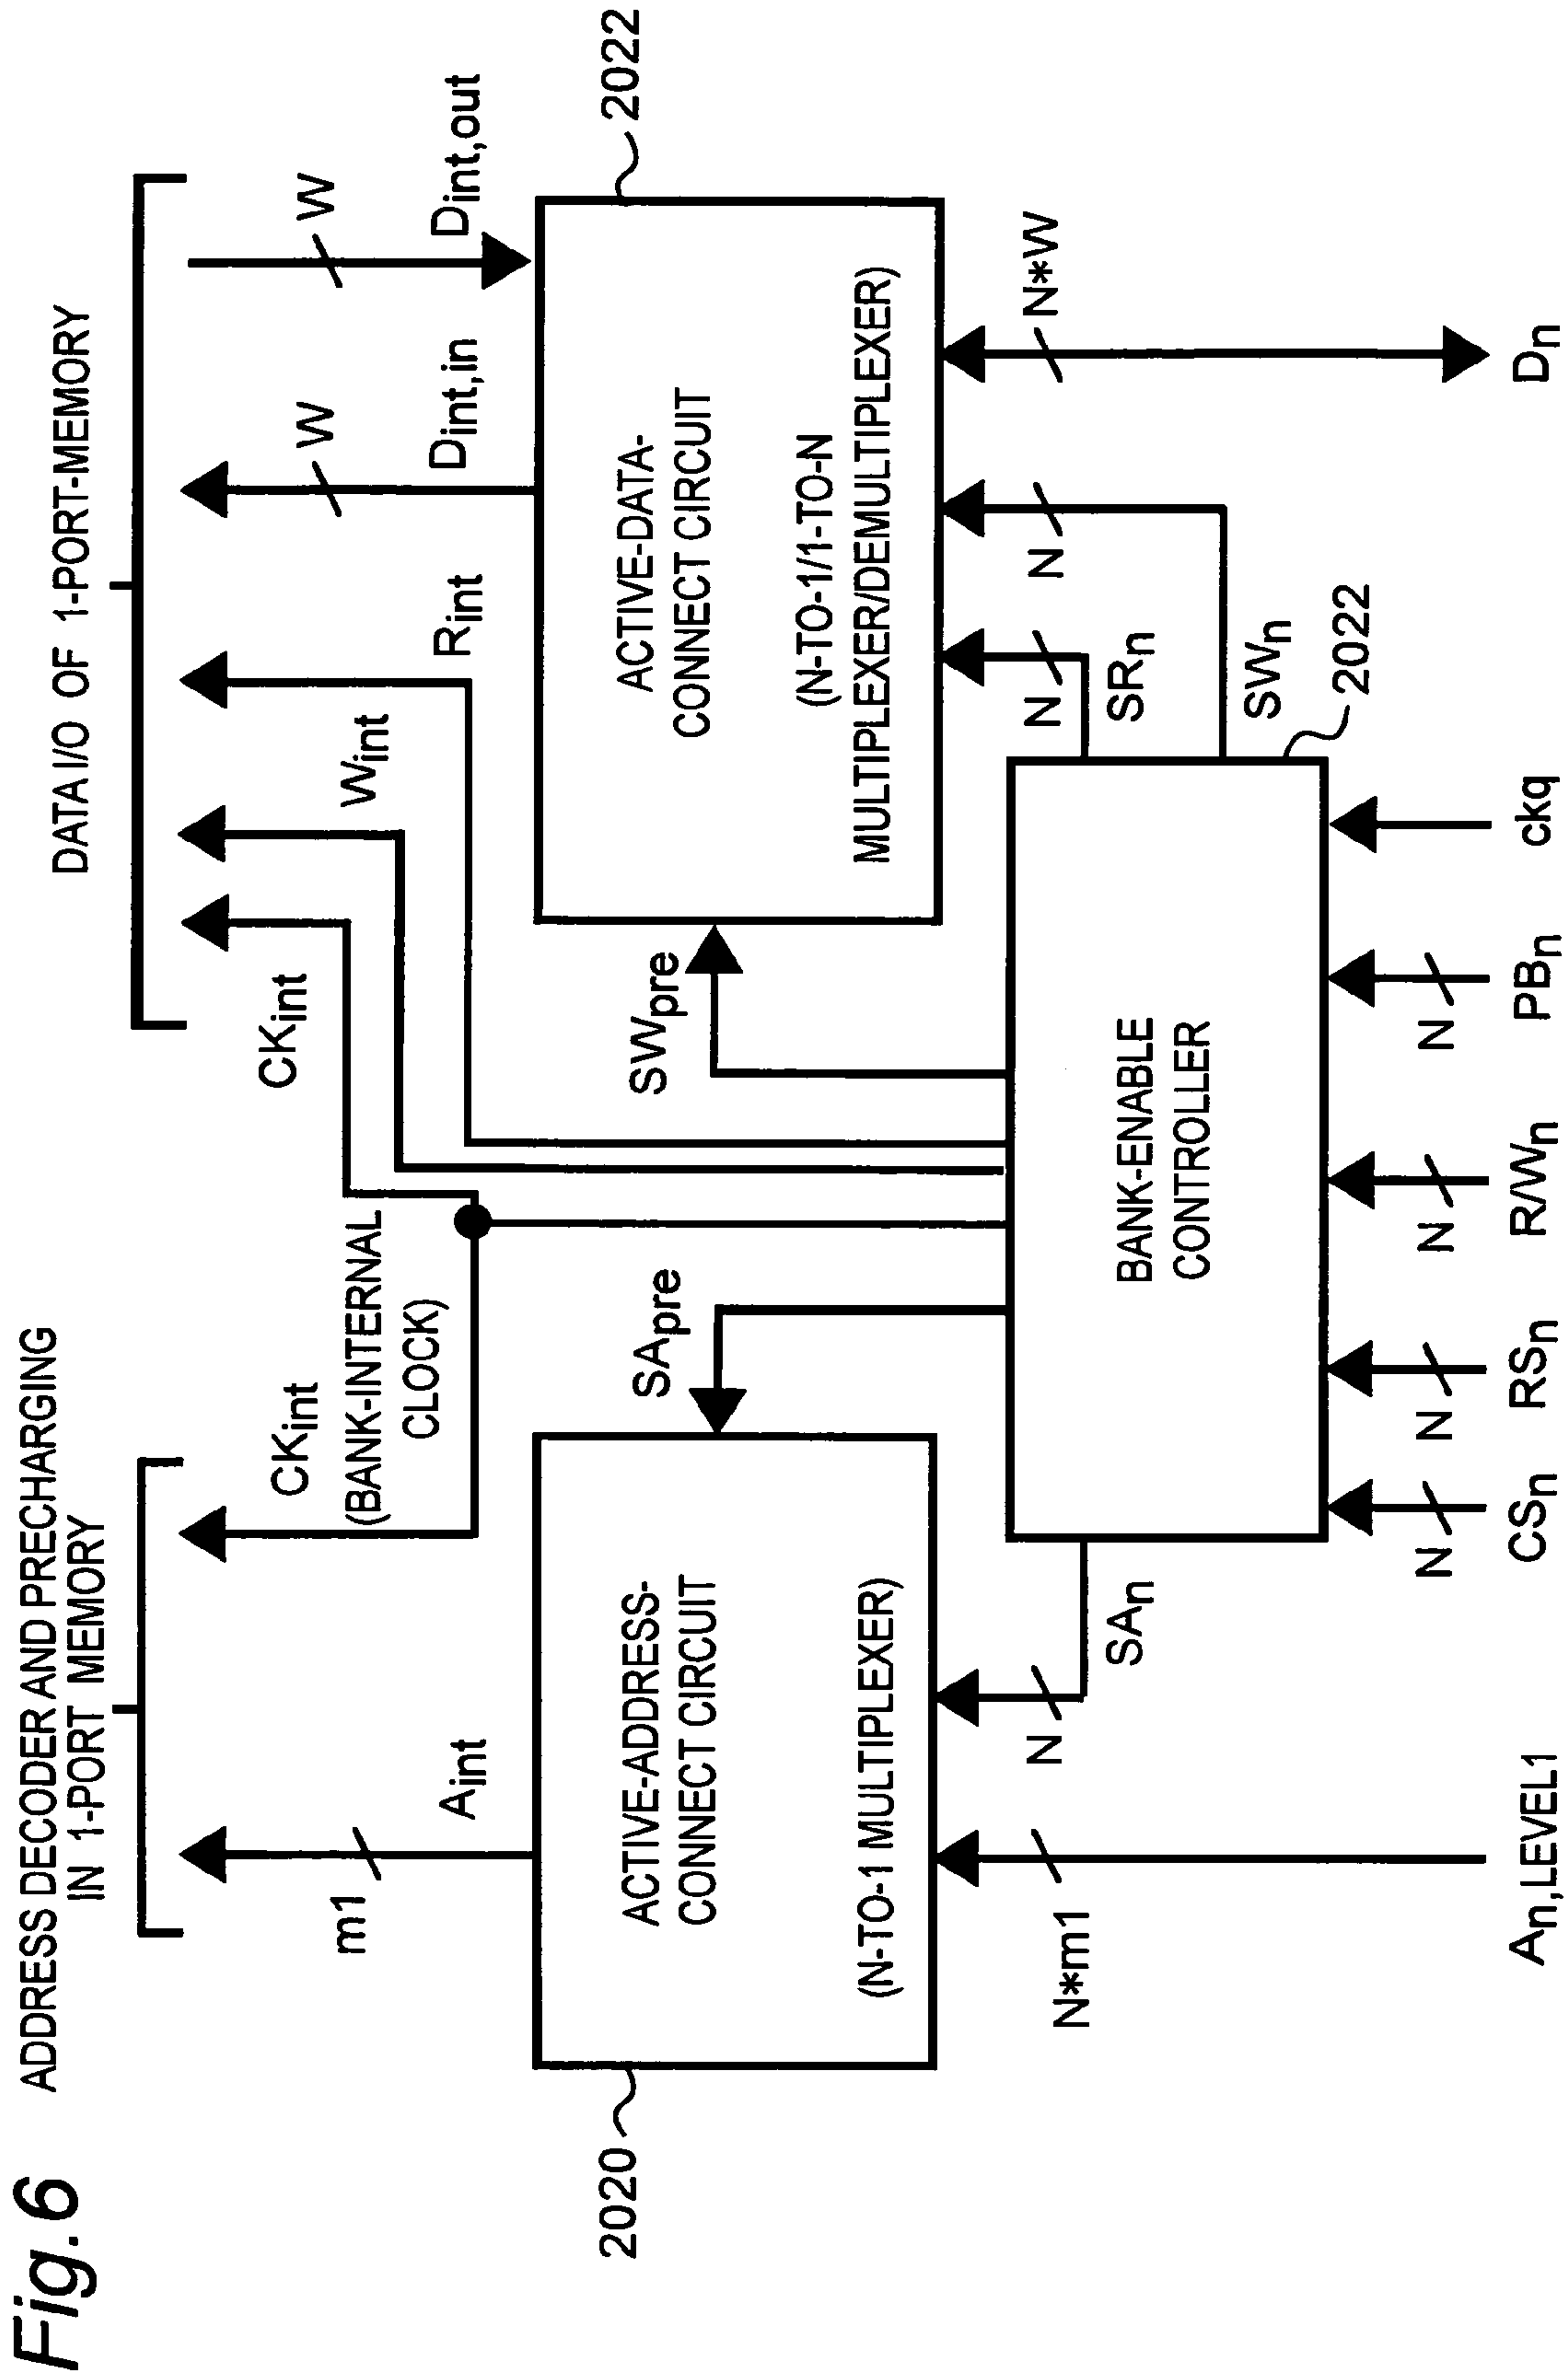 Fig.6
ADDRESS DECODER AND PRECHARGING
IN 1-PORT MEMORY
DATA I/O OF 1-PORT-MEMORY
m1
Aint
CKint
(BANK-INTERNAL
CLOCK)
CKint
Wint
Rint
W
Dint,in
W
Dint,out
2020
ACTIVE-ADDRESS-
CONNECT CIRCUIT
(N-TO-1 MULTIPLEXER)
SApre
SWpre
ACTIVE-DATA-
CONNECT CIRCUIT
(N-TO-1/1-TO-N
MULTIPLEXER/DEMULTIPLEXER)
2022
N*m1
N
SAn
BANK-ENABLE
CONTROLLER
N
SRn
N
SWn
2022
N*W
N
N
N
N
An,LEVEL1
CSn
RSn
R/Wn
PBn
ckq
Dn